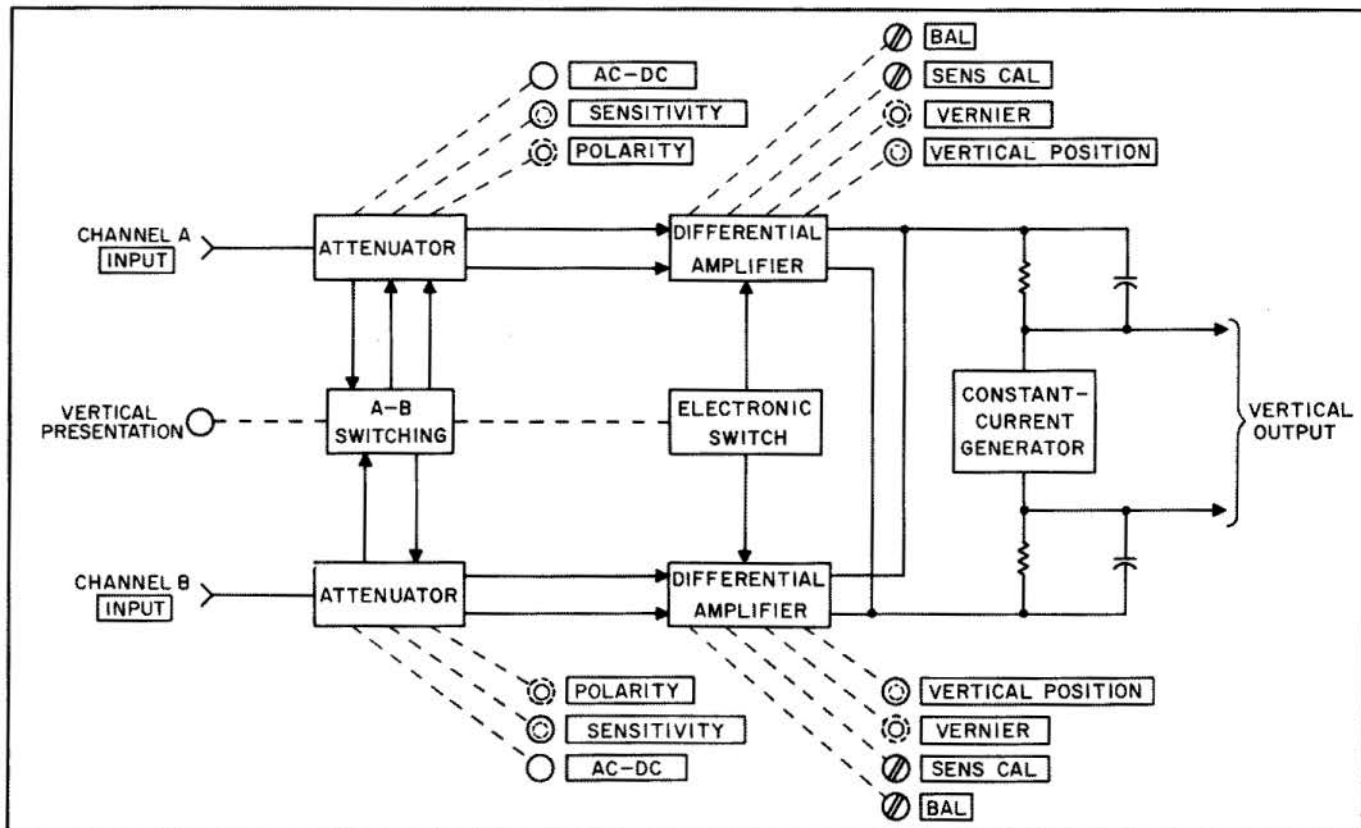 BAL
AC-DC
SENS CAL
SENSITIVITY
VERNIER
POLARITY
VERTICAL POSITION
CHANNEL A
INPUT
ATTENUATOR
DIFFERENTIAL
AMPLIFIER
VERTICAL
PRESENTATION
A-B
SWITCHING
ELECTRONIC
SWITCH
CONSTANT-
CURRENT
GENERATOR
VERTICAL
OUTPUT
CHANNEL B
INPUT
ATTENUATOR
DIFFERENTIAL
AMPLIFIER
POLARITY
VERTICAL POSITION
SENSITIVITY
VERNIER
AC-DC
SENS CAL
BAL